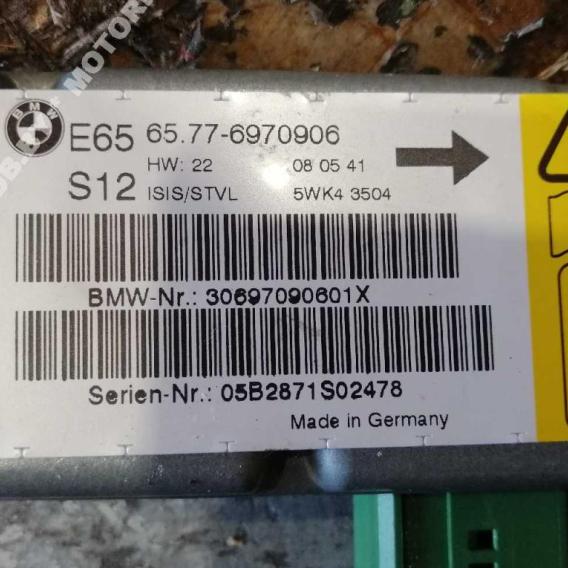 BMW
E65 65.77-6970906
HW: 22 08 05 41
S12 ISIS/STVL 5WK4 3504
BMW-Nr.: 30697090601X
Serien-Nr.: 05B2871S02478
Made in Germany